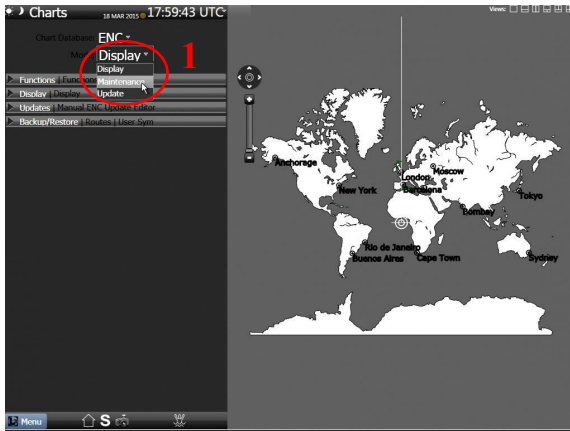 Charts 18 MAR 2015 17:59:43 UTC
Views:
Chart Database: ENC
Mode: Display
1
Display
Maintenance
Update
Functions | Functions
Display | Display
Updates | Manual ENC Update Editor
Backup/Restore | Routes | User Sym
Anchorage
Moscow
London
New York
Barcelona
Tokyo
Bombay
Rio de Janeiro
Buenos Aires
Cape Town
Sydney
Menu
S